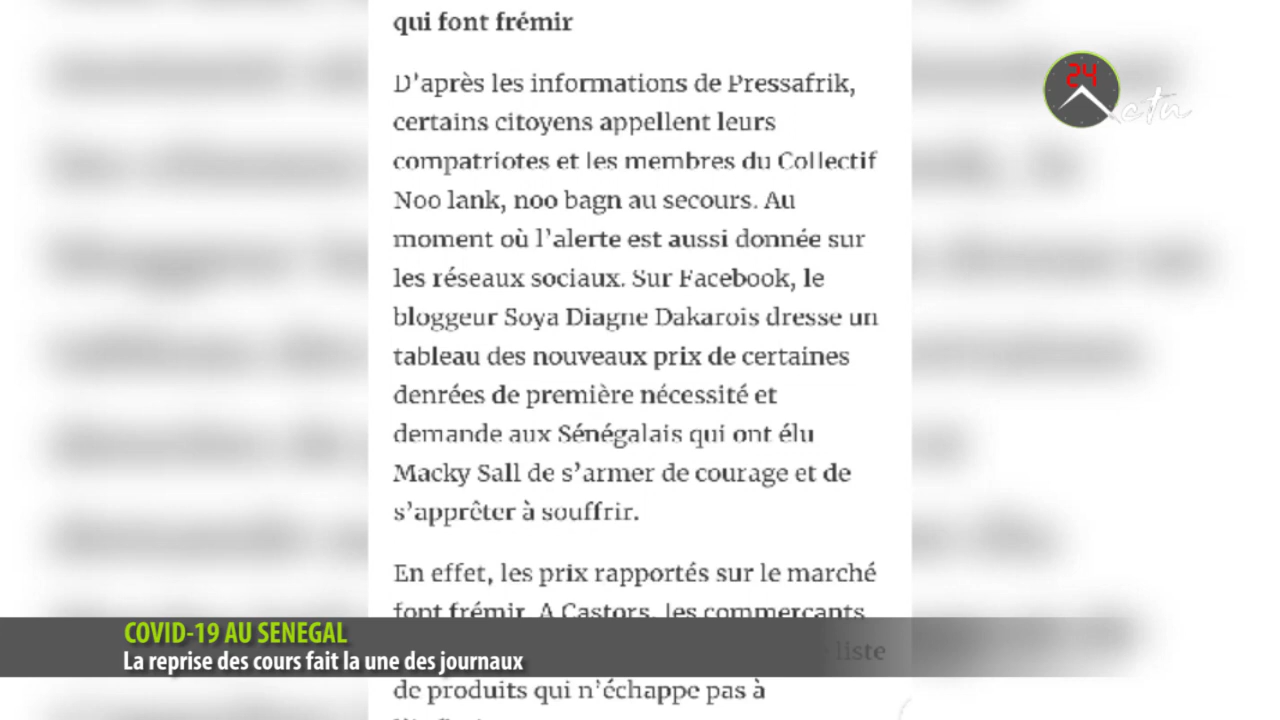 qui font frémir
D'après les informations de Pressafrik,
certains citoyens appellent leurs
compatriotes et les membres du Collectif
Noo lank, noo bagn au secours. Au
moment où l'alerte est aussi donnée sur
les réseaux sociaux. Sur Facebook, le
bloggeur Soya Diagne Dakarois dresse un
tableau des nouveaux prix de certaines
denrées de première nécessité et
demande aux Sénégalais qui ont élu
Macky Sall de s'armer de courage et de
s'apprêter à souffrir.
En effet, les prix rapportés sur le marché
font frémir. A Castors, les commerçants
liste
de produits qui n'échappe pas à
24
Actu
COVID-19 AU SENEGAL
La reprise des cours fait la une des journaux